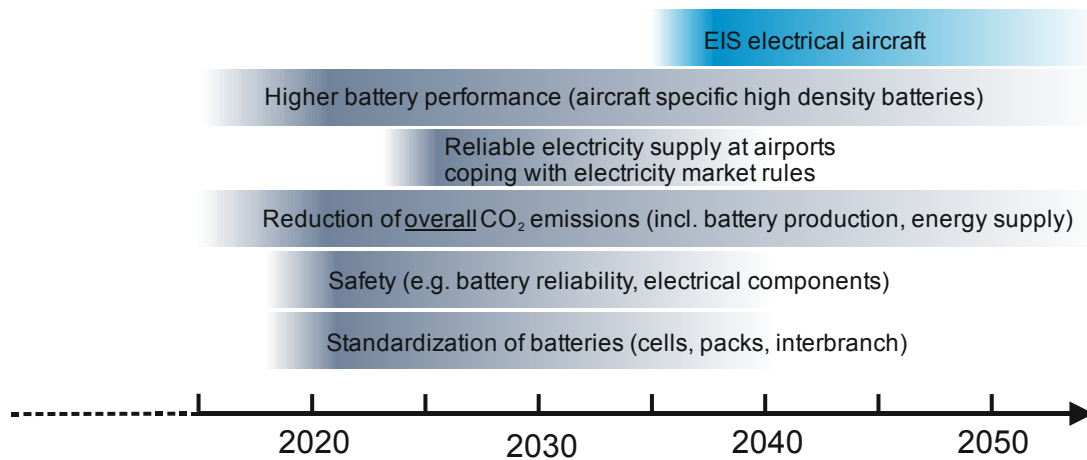 EIS electrical aircraft
Higher battery performance (aircraft specific high density batteries)
Reliable electricity supply at airports
coping with electricity market rules
Reduction of overall CO₂ emissions (incl. battery production, energy supply)
Safety (e.g. battery reliability, electrical components)
Standardization of batteries (cells, packs, interbranch)
2020 2030 2040 2050